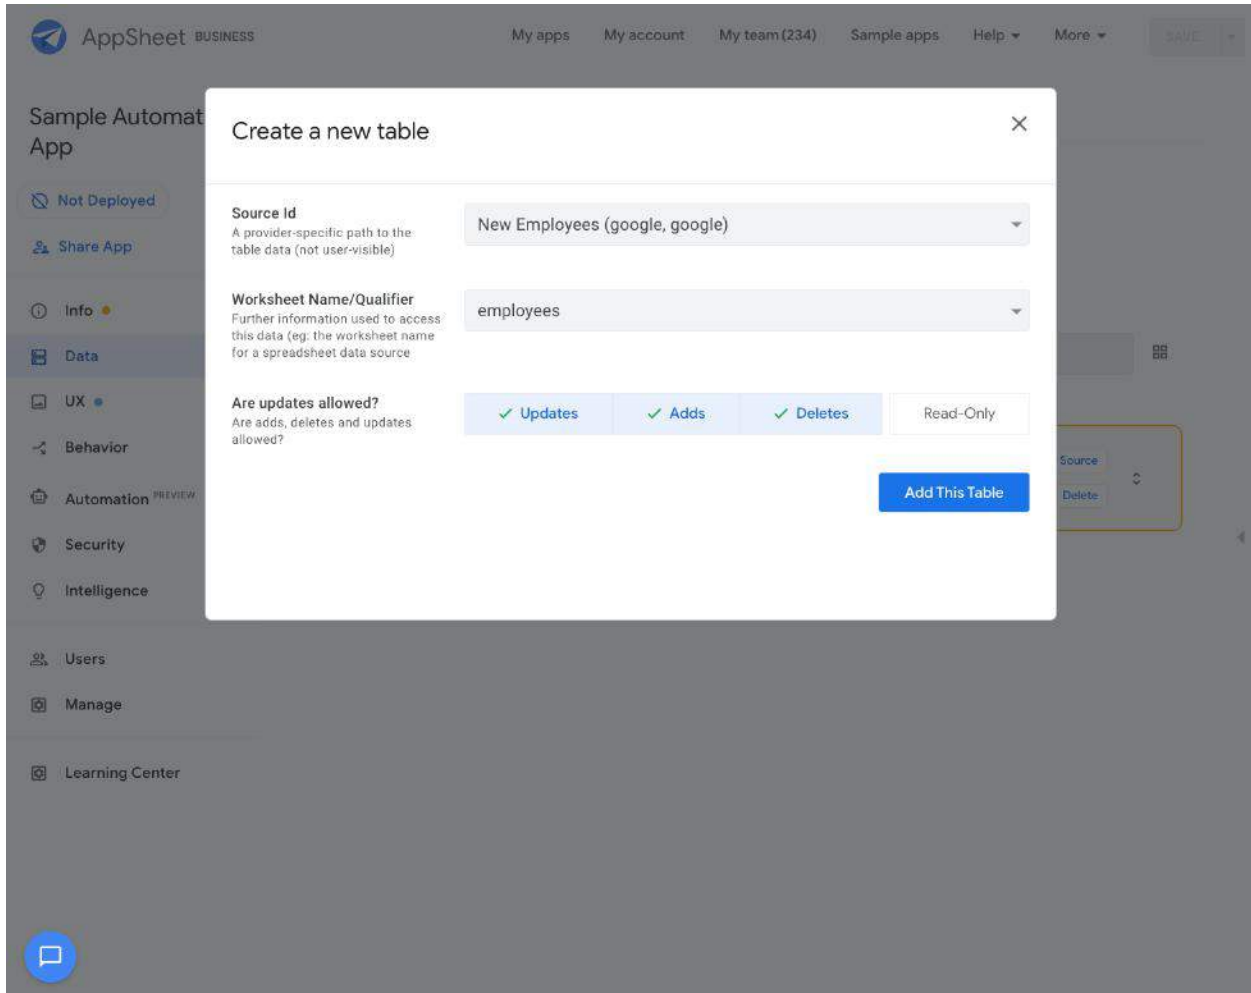 AppSheet BUSINESS
My apps
My account
My team (234)
Sample apps
Help
More
SAVE
Sample Automat
App
Not Deployed
Share App
Info
Data
UX
Behavior
Automation PREVIEW
Security
Intelligence
Users
Manage
Learning Center
Create a new table
Source Id
A provider-specific path to the
table data (not user-visible)
New Employees (google, google)
Worksheet Name/Qualifier
Further information used to access
this data (eg: the worksheet name
for a spreadsheet data source
employees
Are updates allowed?
Are adds, deletes and updates
allowed?
Updates
Adds
Deletes
Read-Only
Add This Table
Source
Delete